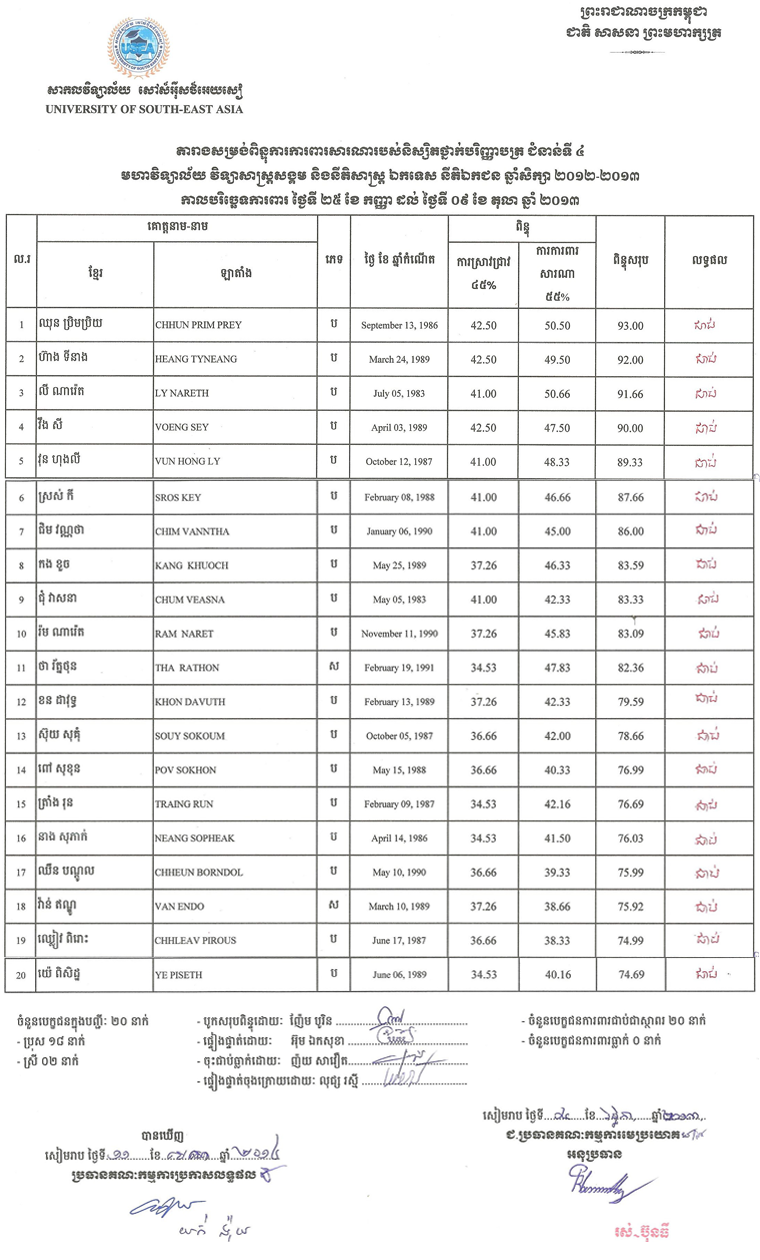 ព្រះរាជាណាចក្រកម្ពុជា
ជាតិ សាសនា ព្រះមហាក្សត្រ
សាកលវិទ្យាល័យ សៅស៍អ៊ីសថ៍អេយសៀ
UNIVERSITY OF SOUTH-EAST ASIA
តារាងសម្រង់ពិន្ទុការការពារសារណារបស់និស្សិតថ្នាក់បរិញ្ញាបត្រ ជំនាន់ទី ៤
មហាវិទ្យាល័យ វិទ្យាសាស្ត្រសង្គម និងនីតិសាស្ត្រ ឯកទេស នីតិឯកជន ឆ្នាំសិក្សា ២០១២-២០១៣
កាលបរិច្ឆេទការពារ ថ្ងៃទី ២៥ ខែ កញ្ញា ដល់ ថ្ងៃទី ០៩ ខែ តុលា ឆ្នាំ ២០១៣
ល.រ គោត្តនាម-នាម ភេទ ថ្ងៃ ខែ ឆ្នាំកំណើត ពិន្ទុ ពិន្ទុសរុប លទ្ធផល
ខ្មែរ ឡាតាំង ការស្រាវជ្រាវ ៤៥% ការការពារ សារណា ៥៥%
1 ឈុន ប្រិមប្រិយ CHHUN PRIM PREY ប September 13, 1986 42.50 50.50 93.00 ជាប់
2 ហ៊ាង ទីនាង HEANG TYNEANG ប March 24, 1989 42.50 49.50 92.00 ជាប់
3 លី ណារ៉េត LY NARETH ប July 05, 1983 41.00 50.66 91.66 ជាប់
4 វឹង សី VOENG SEY ប April 03, 1989 42.50 47.50 90.00 ជាប់
5 វុន ហុងលី VUN HONG LY ប October 12, 1987 41.00 48.33 89.33 ជាប់
6 ស្រស់ កី SROS KEY ប February 08, 1988 41.00 46.66 87.66 ជាប់
7 ជិម វណ្ណថា CHIM VANNTHA ប January 06, 1990 41.00 45.00 86.00 ជាប់
8 កង ខួច KANG KHUOCH ប May 25, 1989 37.26 46.33 83.59 ជាប់
9 ជុំ វាសនា CHUM VEASNA ប May 05, 1983 41.00 42.33 83.33 ជាប់
10 រ៉ម ណារ៉េត RAM NARET ប November 11, 1990 37.26 45.83 83.09 ជាប់
11 ថា រ័ត្នថុន THA RATHON ស February 19, 1991 34.53 47.83 82.36 ជាប់
12 ខន ដាវុទ្ធ KHON DAVUTH ប February 13, 1989 37.26 42.33 79.59 ជាប់
13 ស៊ុយ សុគុំ SOUY SOKOUM ប October 05, 1987 36.66 42.00 78.66 ជាប់
14 ពៅ សុខុន POV SOKHON ប May 15, 1988 36.66 40.33 76.99 ជាប់
15 ត្រាំង រុន TRAING RUN ប February 09, 1987 34.53 42.16 76.69 ជាប់
16 នាង សុភាក់ NEANG SOPHEAK ប April 14, 1986 34.53 41.50 76.03 ជាប់
17 ឈឺន បណ្ដូល CHHEUN BORNDOL ប May 10, 1990 36.66 39.33 75.99 ជាប់
18 វ៉ាន់ ឥណ្ឌូ VAN ENDO ស March 10, 1989 37.26 38.66 75.92 ជាប់
19 ឈ្លៀវ ពិរោះ CHHLEAV PIROUS ប June 17, 1987 36.66 38.33 74.99 ជាប់
20 យ៉េ ពិសិដ្ឋ YE PISETH ប June 06, 1989 34.53 40.16 74.69 ជាប់
ចំនួនបេក្ខជនក្នុងបញ្ជី: ២០ នាក់ - បូកសរុបពិន្ទុដោយ: ញ៉ែម បូរិន - ចំនួនបេក្ខជនការពារជាប់ជាស្ថាពរ ២០ នាក់
- ប្រុស ១៨ នាក់ - ផ្ទៀងផ្ទាត់ដោយ: អ៊ុម ឯកសុខា - ចំនួនបេក្ខជនការពារធ្លាក់ ០ នាក់
- ស្រី ០២ នាក់ - ចុះជាប់ធ្លាក់ដោយ: ញ៉យ សារឿត
- ផ្ទៀងផ្ទាត់ចុងក្រោយដោយ: លុជ្ស រស្មី
សៀមរាប ថ្ងៃទី ខែ ឆ្នាំ២០១៣
ជ.ប្រធានគណៈកម្មការមេប្រយោគ
អនុប្រធាន
បានឃើញ
សៀមរាប ថ្ងៃទី ១១ ខែ ឆ្នាំ ២០១៤
ប្រធានគណៈកម្មការប្រកាសលទ្ធផល
រស់ ប៊ុនធី